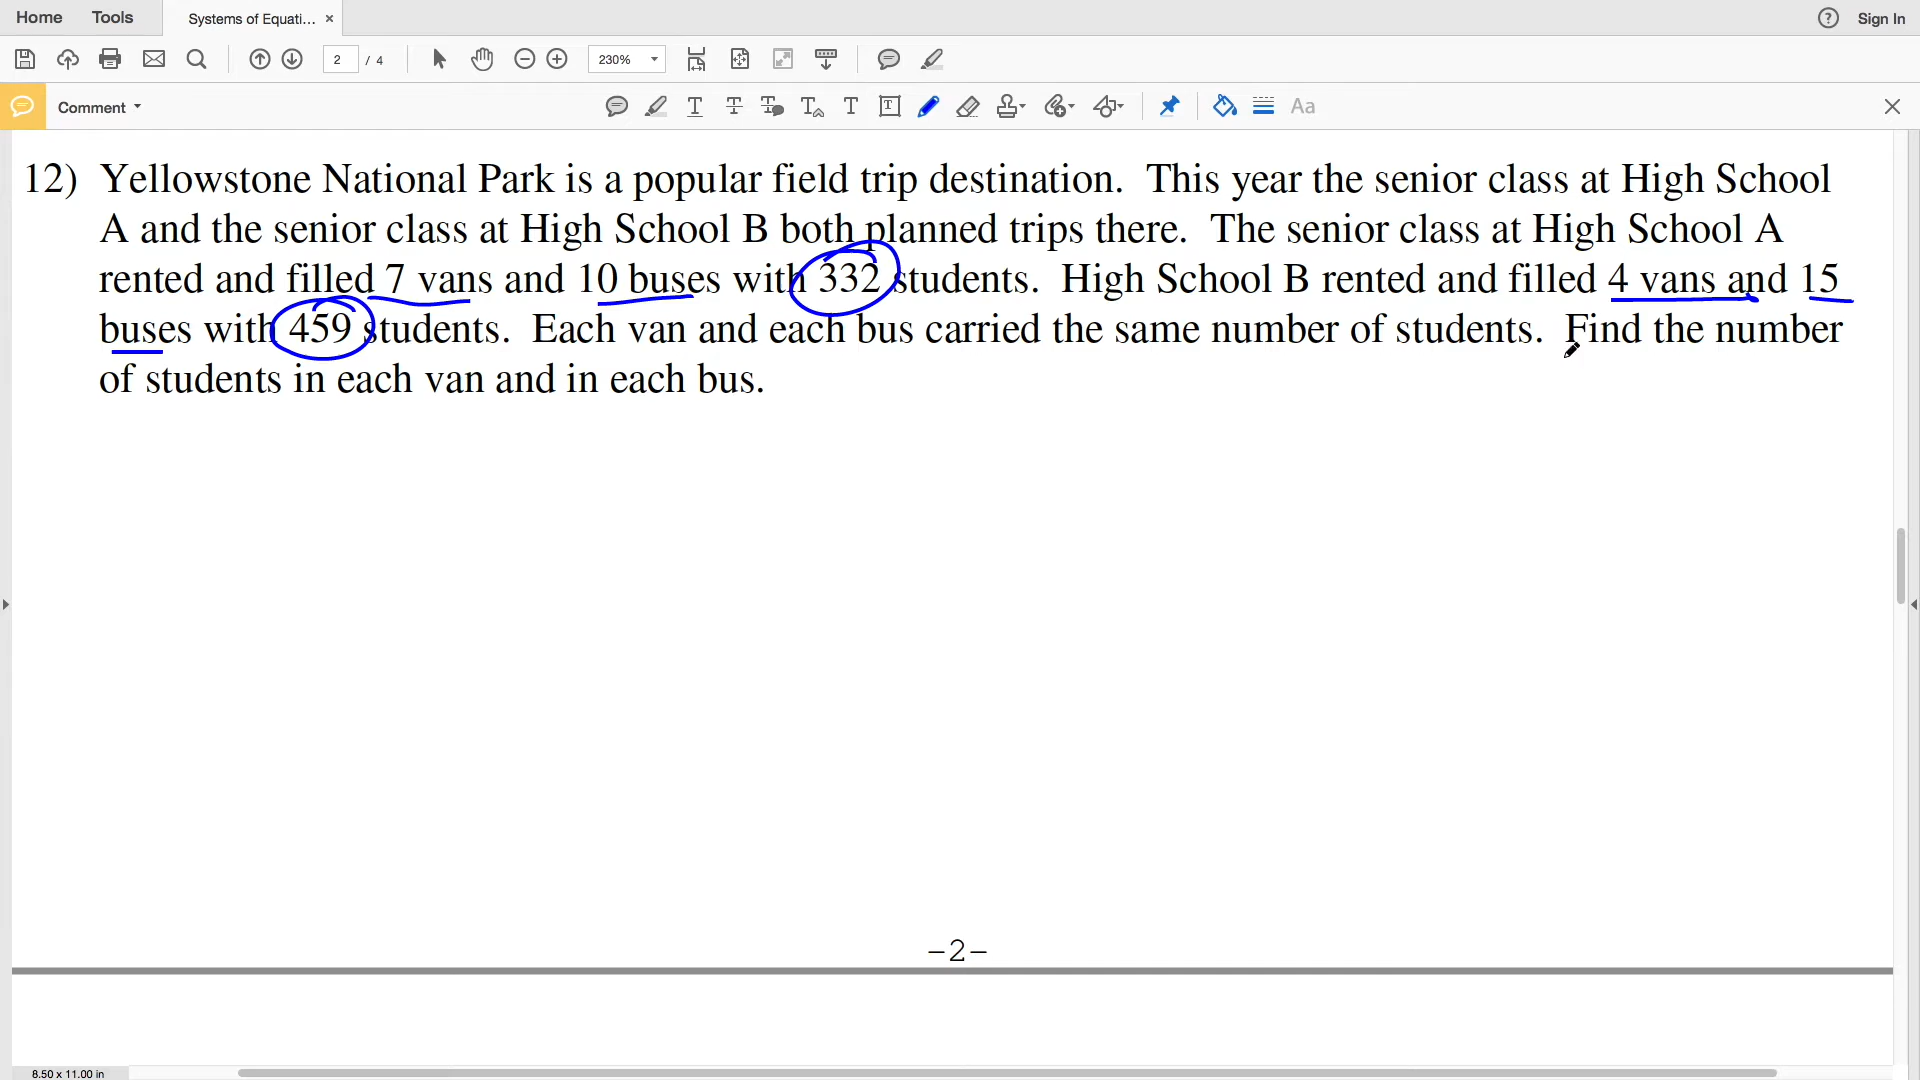 Home Tools Systems of Equati... × ? Sign In
2 / 4 230%
Comment T T T T T T Aa
12) Yellowstone National Park is a popular field trip destination. This year the senior class at High School
A and the senior class at High School B both planned trips there. The senior class at High School A
rented and filled 7 vans and 10 buses with 332 students. High School B rented and filled 4 vans and 15
buses with 459 students. Each van and each bus carried the same number of students. Find the number
of students in each van and in each bus.
-2-
8.50 x 11.00 in